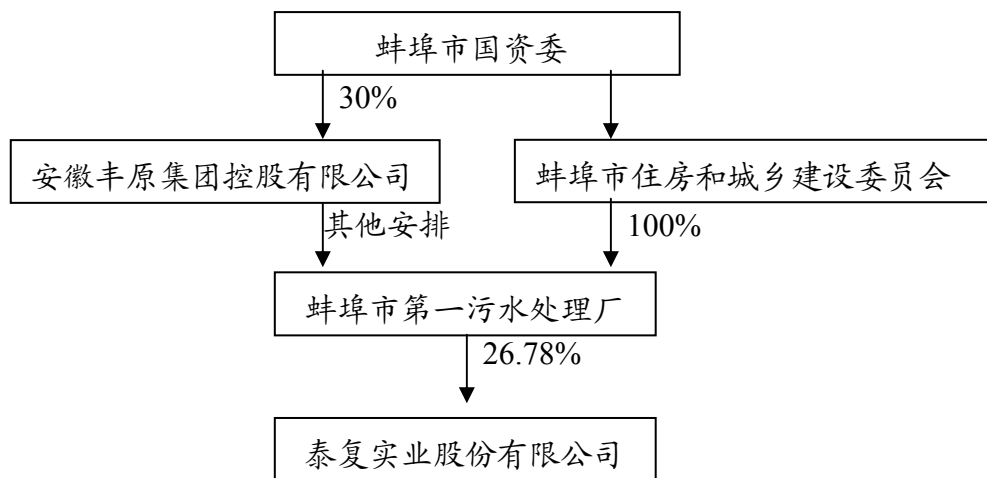 蚌埠市国资委
30%
安徽丰原集团控股有限公司
蚌埠市住房和城乡建设委员会
其他安排
100%
蚌埠市第一污水处理厂
26.78%
泰复实业股份有限公司